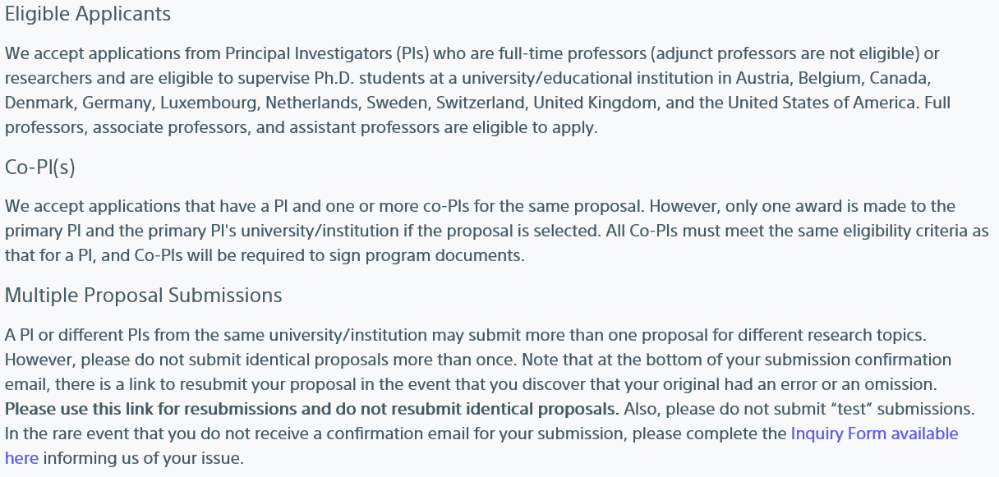 Eligible Applicants
We accept applications from Principal Investigators (PIs) who are full-time professors (adjunct professors are not eligible) or
researchers and are eligible to supervise Ph.D. students at a university/educational institution in Austria, Belgium, Canada,
Denmark, Germany, Luxembourg, Netherlands, Sweden, Switzerland, United Kingdom, and the United States of America. Full
professors, associate professors, and assistant professors are eligible to apply.
Co-PI(s)
We accept applications that have a PI and one or more co-PIs for the same proposal. However, only one award is made to the
primary PI and the primary PI's university/institution if the proposal is selected. All Co-PIs must meet the same eligibility criteria as
that for a PI, and Co-PIs will be required to sign program documents.
Multiple Proposal Submissions
A PI or different PIs from the same university/institution may submit more than one proposal for different research topics.
However, please do not submit identical proposals more than once. Note that at the bottom of your submission confirmation
email, there is a link to resubmit your proposal in the event that you discover that your original had an error or an omission.
Please use this link for resubmissions and do not resubmit identical proposals. Also, please do not submit “test” submissions.
In the rare event that you do not receive a confirmation email for your submission, please complete the Inquiry Form available
here informing us of your issue.